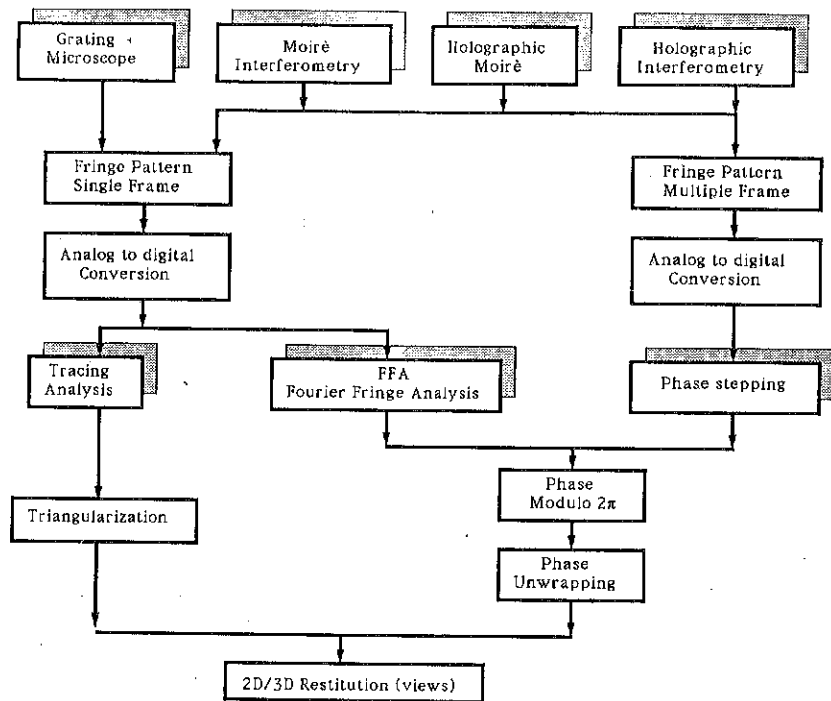 Grating +
Microscope
Moirè
Interferometry
Holographic
Moirè
Holographic
Interferometry
Fringe Pattern
Single Frame
Fringe Pattern
Multiple Frame
Analog to digital
Conversion
Analog to digital
Conversion
Tracing
Analysis
FFA
Fourier Fringe Analysis
Phase stepping
Phase
Modulo 2π
Triangularization
Phase
Unwrapping
2D/3D Restitution (views)